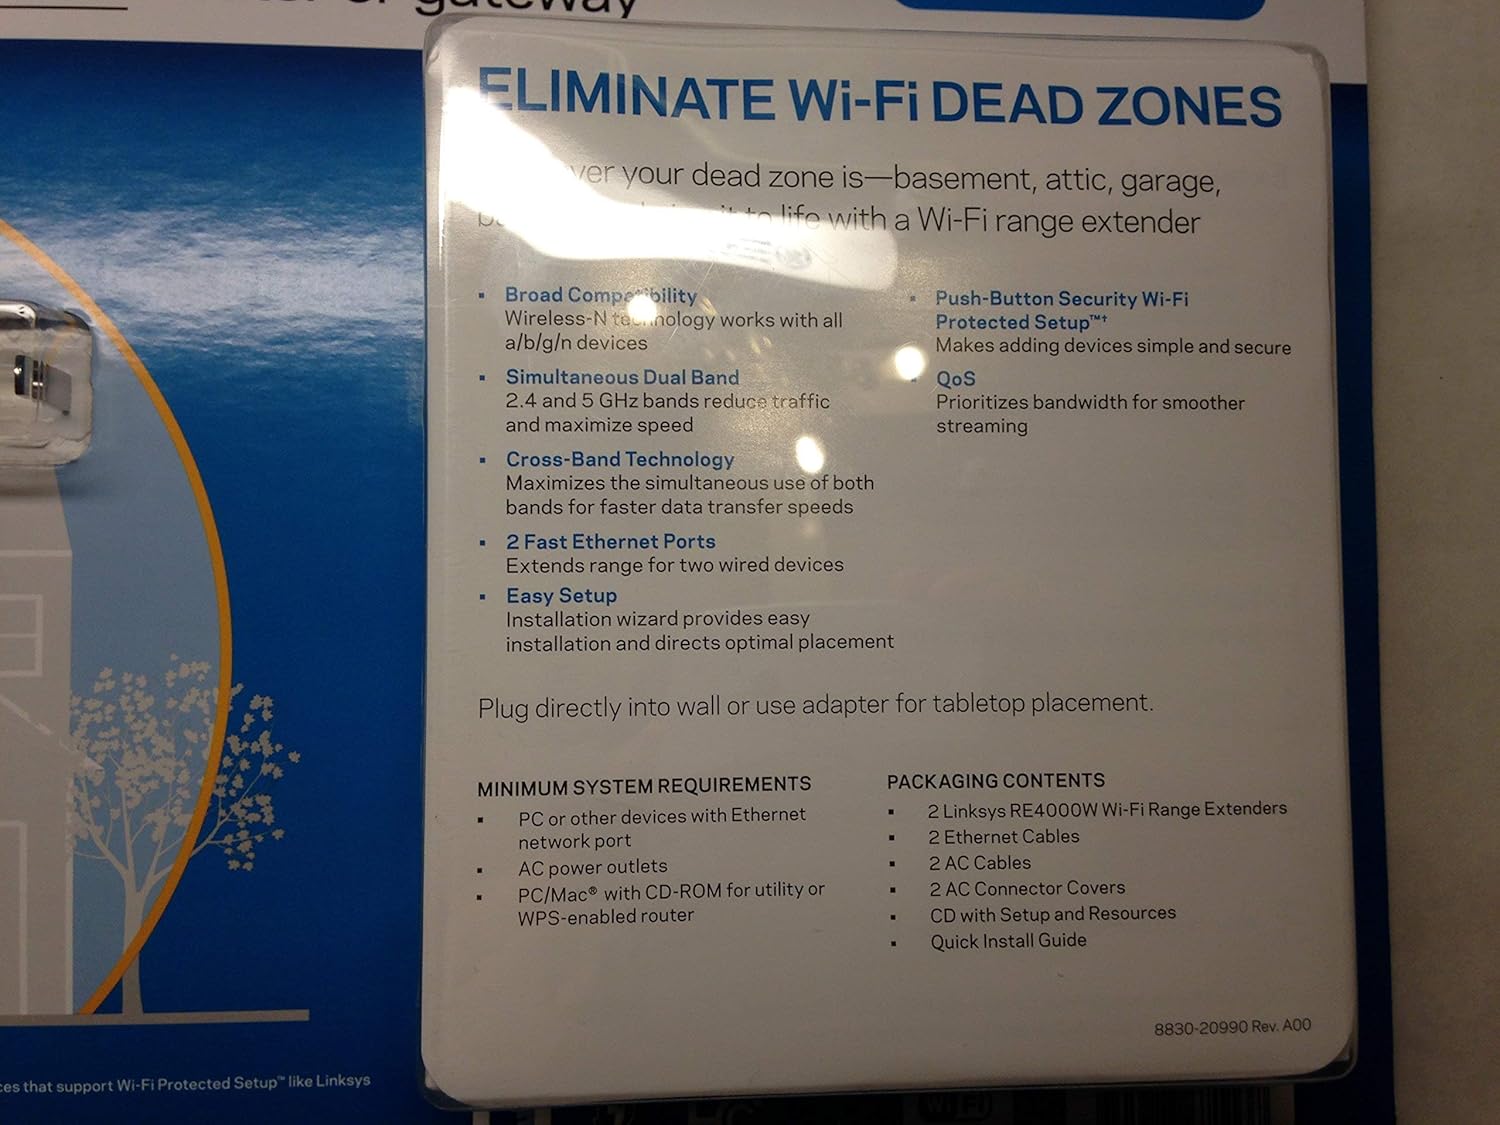 gateway
ELIMINATE Wi-Fi DEAD ZONES
your dead zone is—basement, attic, garage,
it to life with a Wi-Fi range extender
▪ Broad Compatibility
Wireless-N technology works with all
a/b/g/n devices
▪ Simultaneous Dual Band
2.4 and 5 GHz bands reduce traffic
and maximize speed
▪ Cross-Band Technology
Maximizes the simultaneous use of both
bands for faster data transfer speeds
▪ 2 Fast Ethernet Ports
Extends range for two wired devices
▪ Easy Setup
Installation wizard provides easy
installation and directs optimal placement
▪ Push-Button Security Wi-Fi
Protected Setup™†
Makes adding devices simple and secure
▪ QoS
Prioritizes bandwidth for smoother
streaming
Plug directly into wall or use adapter for tabletop placement.
MINIMUM SYSTEM REQUIREMENTS
▪ PC or other devices with Ethernet
network port
▪ AC power outlets
▪ PC/Mac® with CD-ROM for utility or
WPS-enabled router
PACKAGING CONTENTS
▪ 2 Linksys RE4000W Wi-Fi Range Extenders
▪ 2 Ethernet Cables
▪ 2 AC Cables
▪ 2 AC Connector Covers
▪ CD with Setup and Resources
▪ Quick Install Guide
8830-20990 Rev. A00
that support Wi-Fi Protected Setup™ like Linksys
Wi Fi